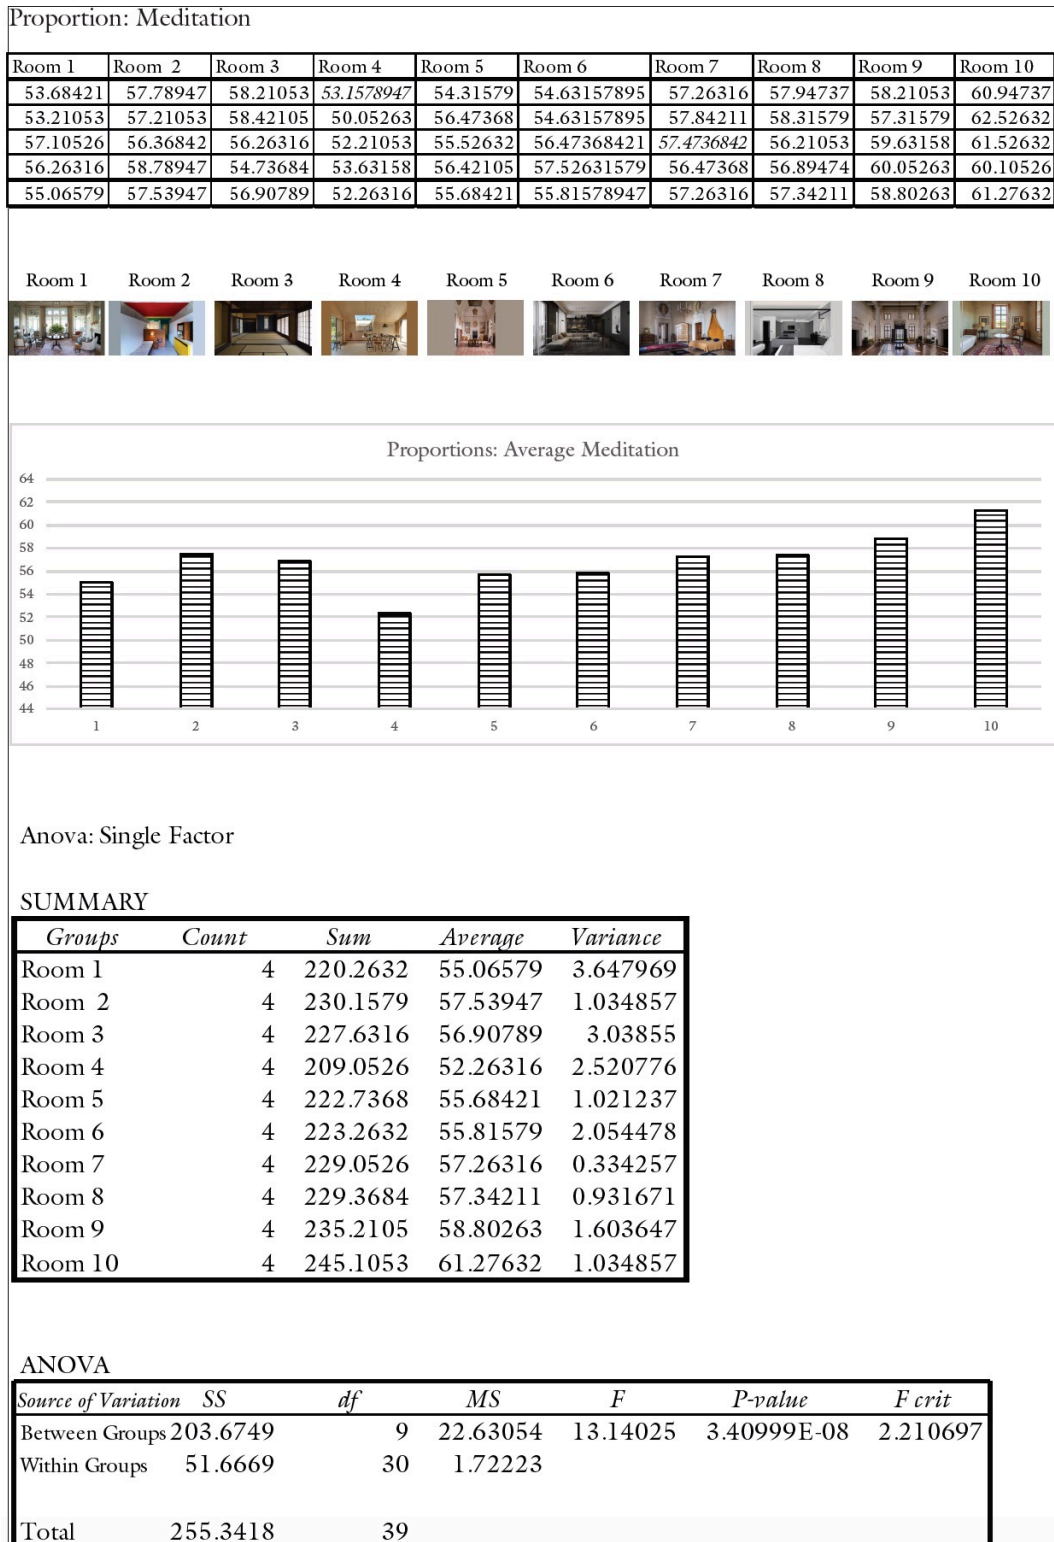 Proportion: Meditation
Room 1 Room 2 Room 3 Room 4 Room 5 Room 6 Room 7 Room 8 Room 9 Room 10
53.68421 57.78947 58.21053 53.1578947 54.31579 54.63157895 57.26316 57.94737 58.21053 60.94737
53.21053 57.21053 58.42105 50.05263 56.47368 54.63157895 57.84211 58.31579 57.31579 62.52632
57.10526 56.36842 56.26316 52.21053 55.52632 56.47368421 57.4736842 56.21053 59.63158 61.52632
56.26316 58.78947 54.73684 53.63158 56.42105 57.52631579 56.47368 56.89474 60.05263 60.10526
55.06579 57.53947 56.90789 52.26316 55.68421 55.81578947 57.26316 57.34211 58.80263 61.27632
Room 1 Room 2 Room 3 Room 4 Room 5 Room 6 Room 7 Room 8 Room 9 Room 10
Proportions: Average Meditation
64
62
60
58
56
54
52
50
48
46
44
1 2 3 4 5 6 7 8 9 10
Anova: Single Factor
SUMMARY
Groups Count Sum Average Variance
Room 1 4 220.2632 55.06579 3.647969
Room 2 4 230.1579 57.53947 1.034857
Room 3 4 227.6316 56.90789 3.03855
Room 4 4 209.0526 52.26316 2.520776
Room 5 4 222.7368 55.68421 1.021237
Room 6 4 223.2632 55.81579 2.054478
Room 7 4 229.0526 57.26316 0.334257
Room 8 4 229.3684 57.34211 0.931671
Room 9 4 235.2105 58.80263 1.603647
Room 10 4 245.1053 61.27632 1.034857
ANOVA
Source of Variation SS df MS F P-value F crit
Between Groups 203.6749 9 22.63054 13.14025 3.40999E-08 2.210697
Within Groups 51.6669 30 1.72223
Total 255.3418 39